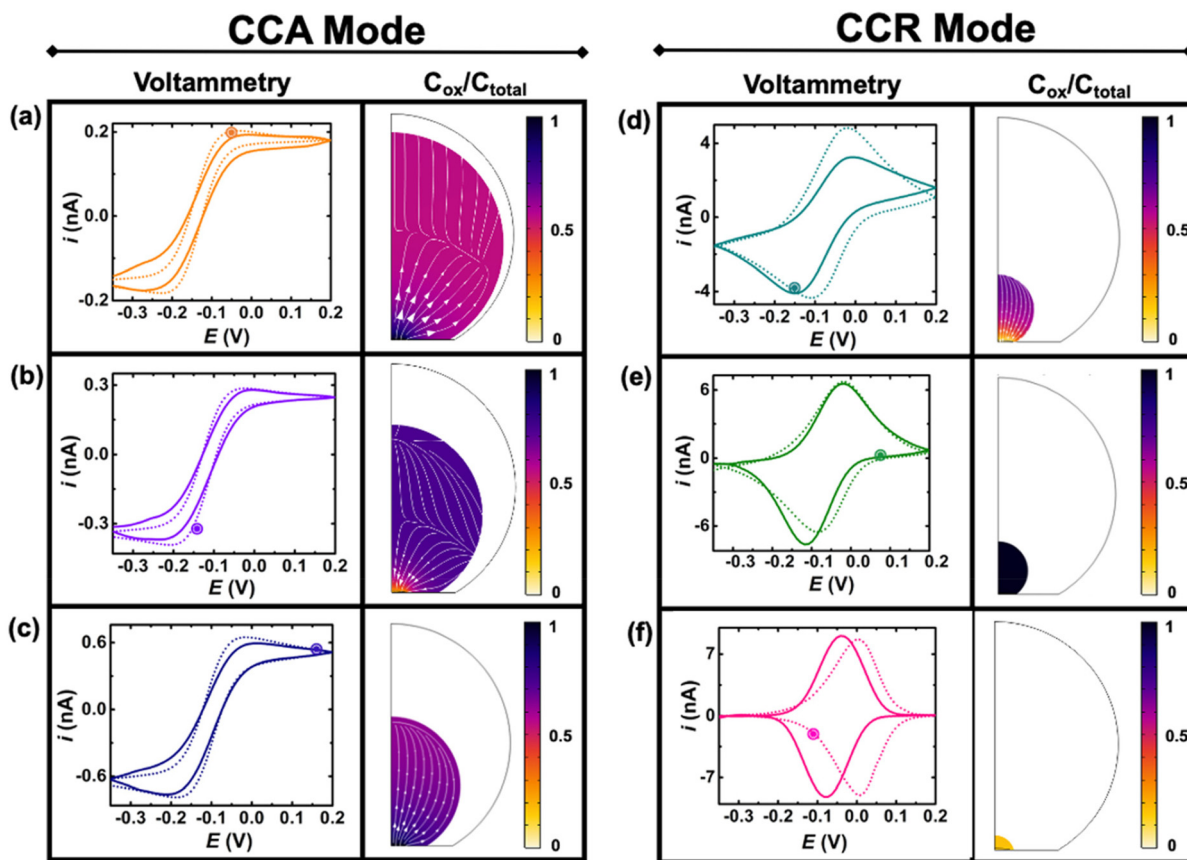 CCA Mode
CCR Mode
Voltammetry
C_ox/C_total
Voltammetry
C_ox/C_total
(a)
0.2
0.0
-0.2
i (nA)
-0.3 -0.2 -0.1 0.0 0.1 0.2
E (V)
1
0.5
0
(d)
4
0
-4
i (nA)
-0.3 -0.2 -0.1 0.0 0.1 0.2
E (V)
1
0.5
0
(b)
0.3
0.0
-0.3
i (nA)
-0.3 -0.2 -0.1 0.0 0.1 0.2
E (V)
1
0.5
0
(e)
6
0
-6
i (nA)
-0.3 -0.2 -0.1 0.0 0.1 0.2
E (V)
1
0.5
0
(c)
0.6
0.0
-0.6
i (nA)
-0.3 -0.2 -0.1 0.0 0.1 0.2
E (V)
1
0.5
0
(f)
7
0
-7
i (nA)
-0.3 -0.2 -0.1 0.0 0.1 0.2
E (V)
1
0.5
0